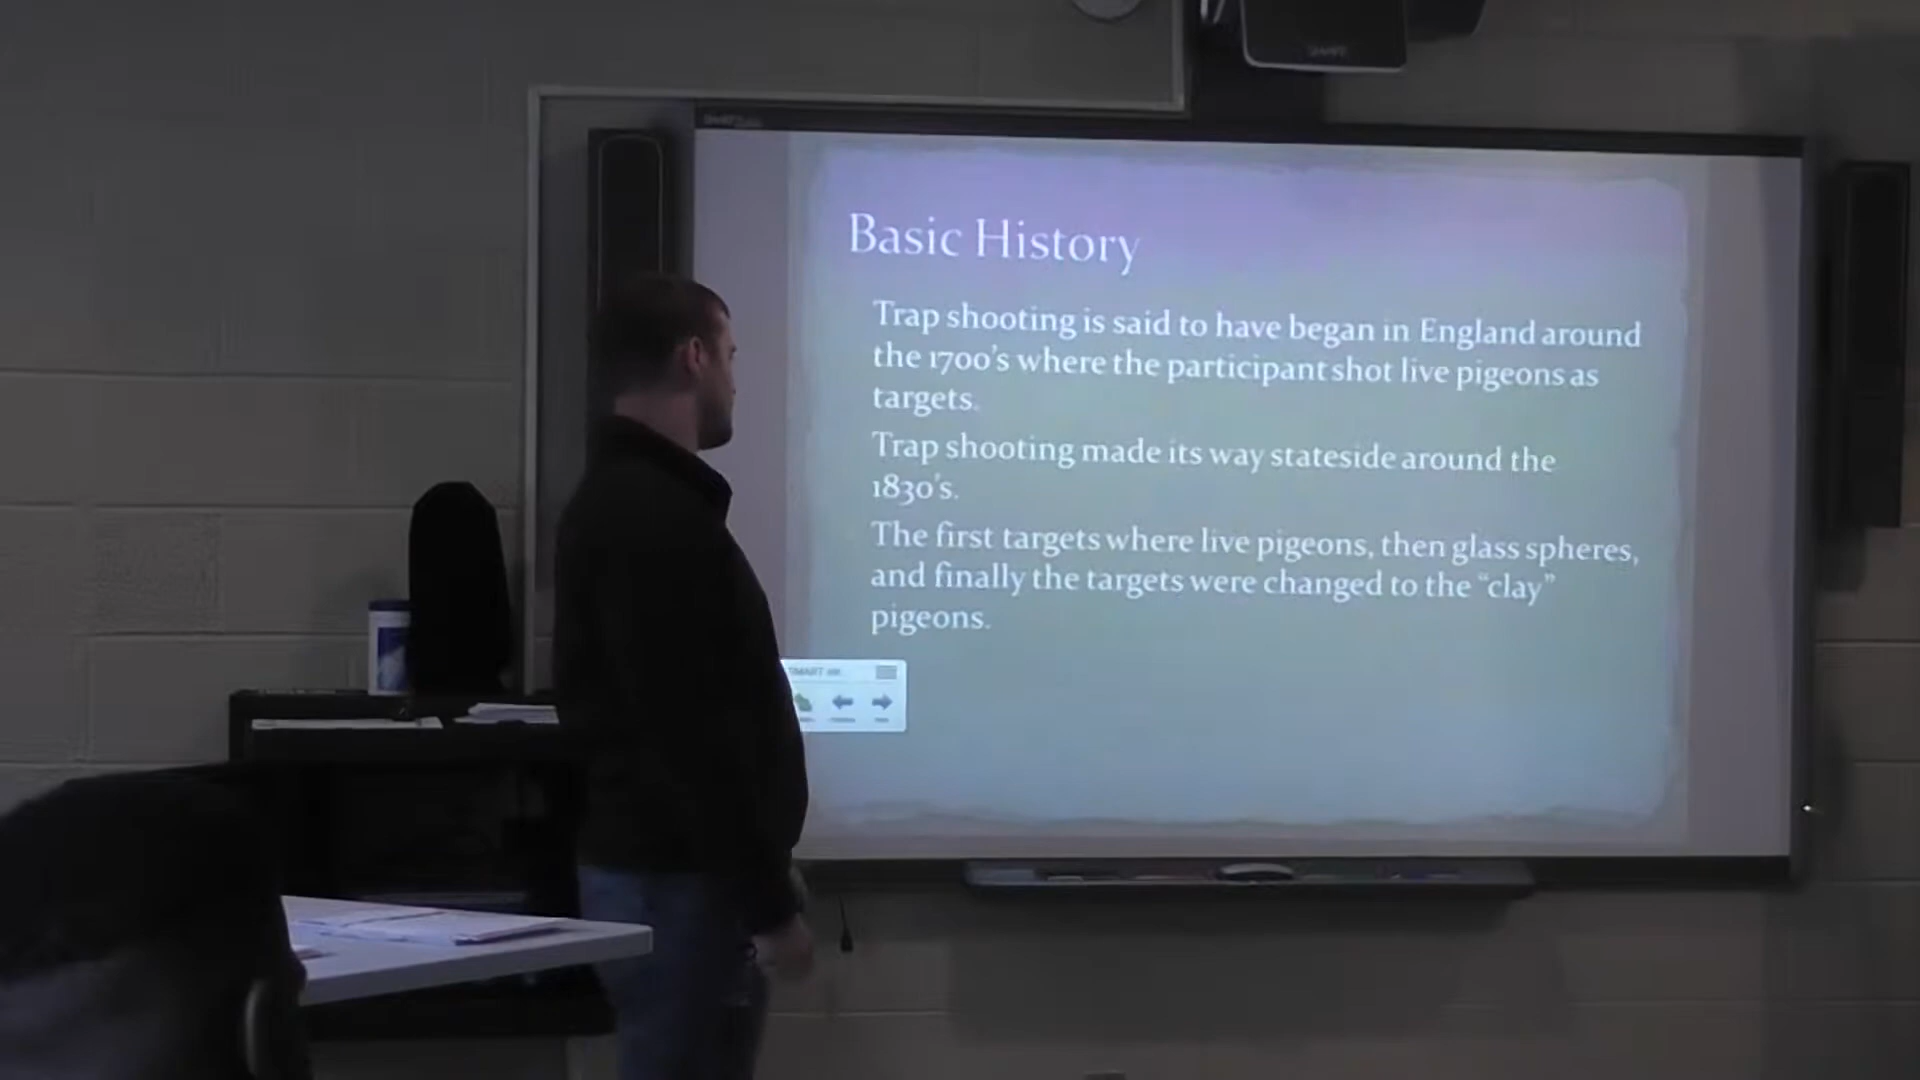 Basic History
Trap shooting is said to have began in England around
the 1700's where the participant shot live pigeons as
targets.
Trap shooting made its way stateside around the
1830's.
The first targets where live pigeons, then glass spheres,
and finally the targets were changed to the “clay”
pigeons.
SMART